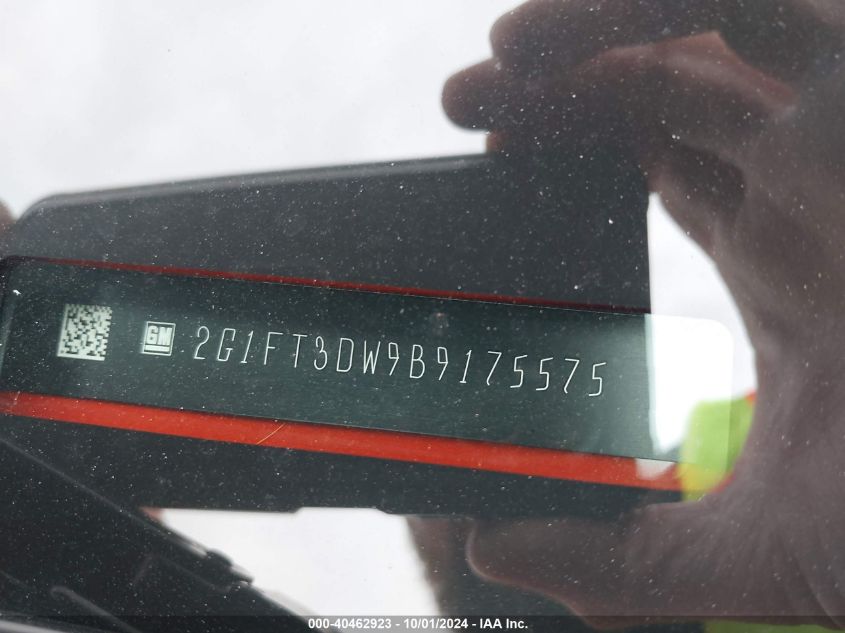 GM 2G1FT3DW9B9175575
000-40462923 - 10/01/2024 - IAA Inc.